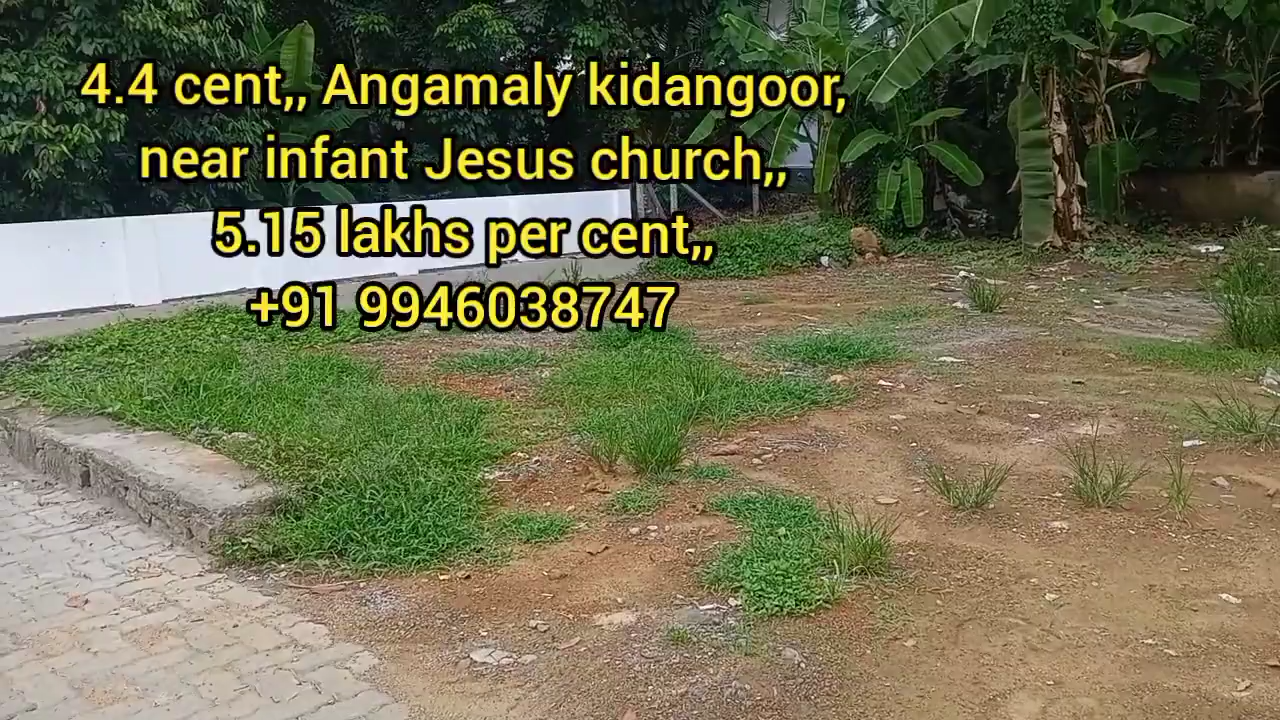 4.4 cent,, Angamaly kidangoor,
near infant Jesus church,,
5.15 lakhs per cent,,
+91 9946038747